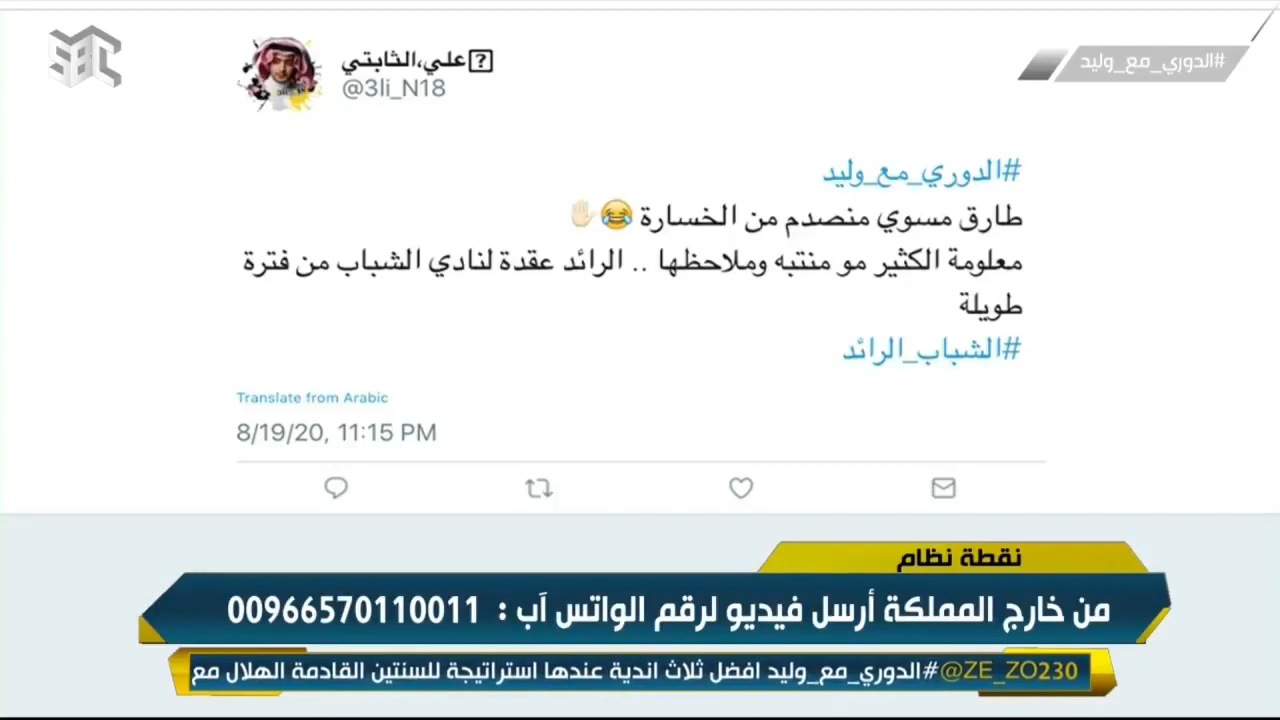 SBC
#الدوري_مع_وليد
علي،الثابتي
@3li_N18
#الدوري_مع_وليد
طارق مسوي منصدم من الخسارة 😂✋🏻
معلومة الكثير مو منتبه وملاحظها .. الرائد عقدة لنادي الشباب من فترة
طويلة
#الشباب_الرائد
Translate from Arabic
8/19/20, 11:15 PM
نقطة نظام
من خارج المملكة أرسل فيديو لرقم الواتس آب : 00966570110011
@ZE_ZO230 #الدوري_مع_وليد افضل ثلاث اندية عندها استراتيجة للسنتين القادمة الهلال مع